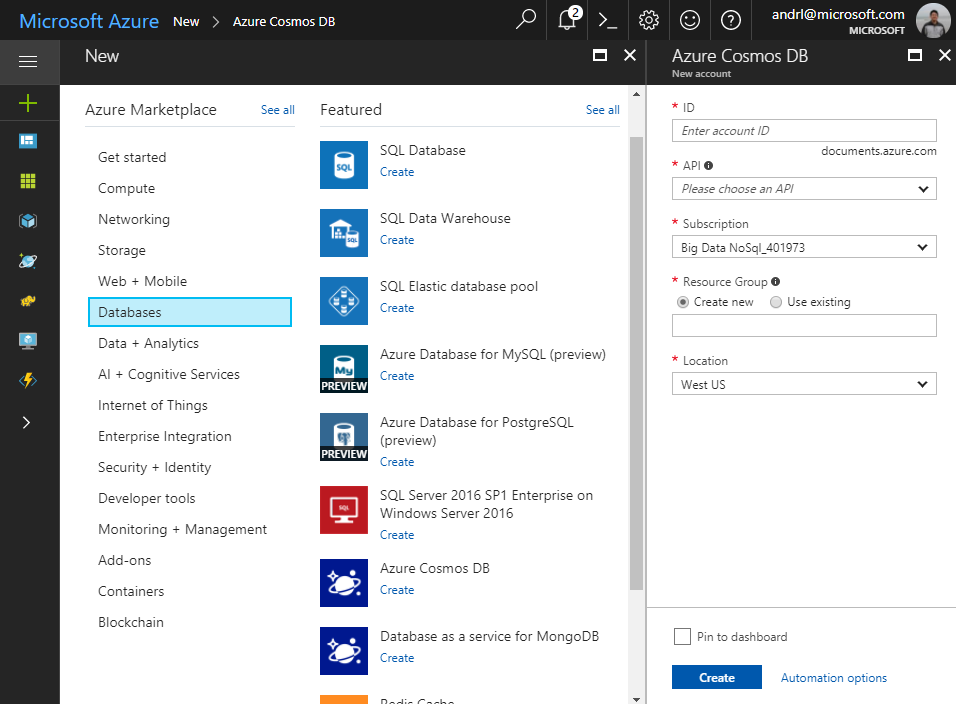 Microsoft Azure New > Azure Cosmos DB
2
andrl@microsoft.com
MICROSOFT
New
Azure Marketplace See all
Get started
Compute
Networking
Storage
Web + Mobile
Databases
Data + Analytics
AI + Cognitive Services
Internet of Things
Enterprise Integration
Security + Identity
Developer tools
Monitoring + Management
Add-ons
Containers
Blockchain
Featured See all
SQL
SQL Database
Create
SQL
SQL Data Warehouse
Create
SQL Elastic database pool
Create
My
PREVIEW
Azure Database for MySQL (preview)
Create
PREVIEW
Azure Database for PostgreSQL
(preview)
Create
SQL
SQL Server 2016 SP1 Enterprise on
Windows Server 2016
Create
Azure Cosmos DB
Create
Database as a service for MongoDB
Create
Redis Cache
Azure Cosmos DB
New account
* ID
Enter account ID
documents.azure.com
* API
Please choose an API
* Subscription
Big Data NoSql_401973
* Resource Group
Create new Use existing
* Location
West US
Pin to dashboard
Create Automation options